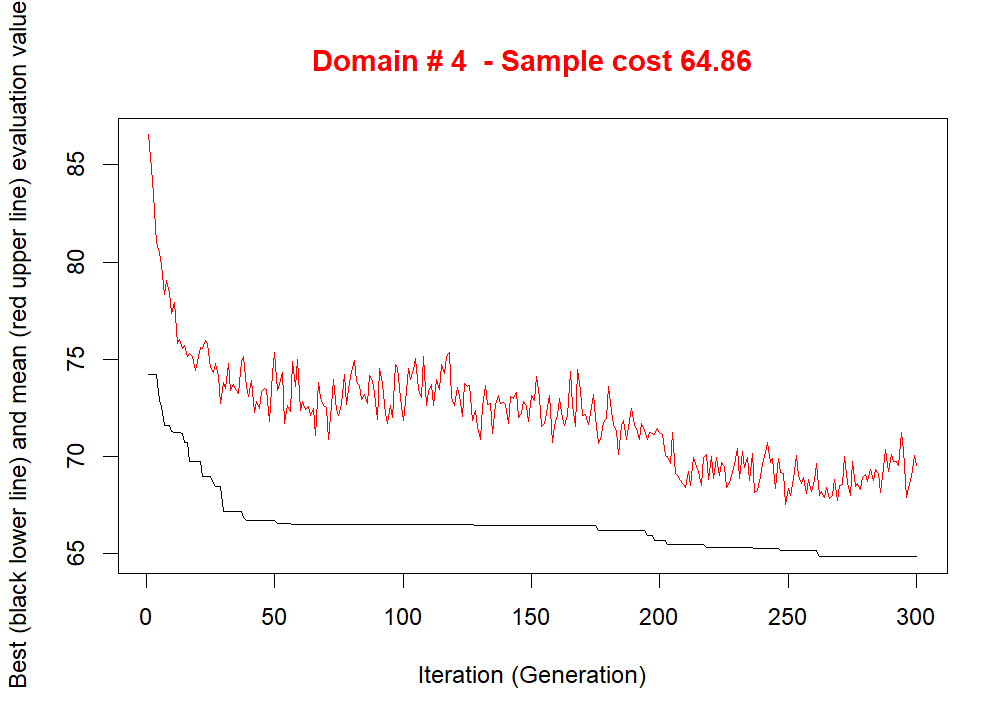 Domain # 4  - Sample cost 64.86
Best (black lower line) and mean (red upper line) evaluation value
85
80
75
70
65
0 50 100 150 200 250 300
Iteration (Generation)